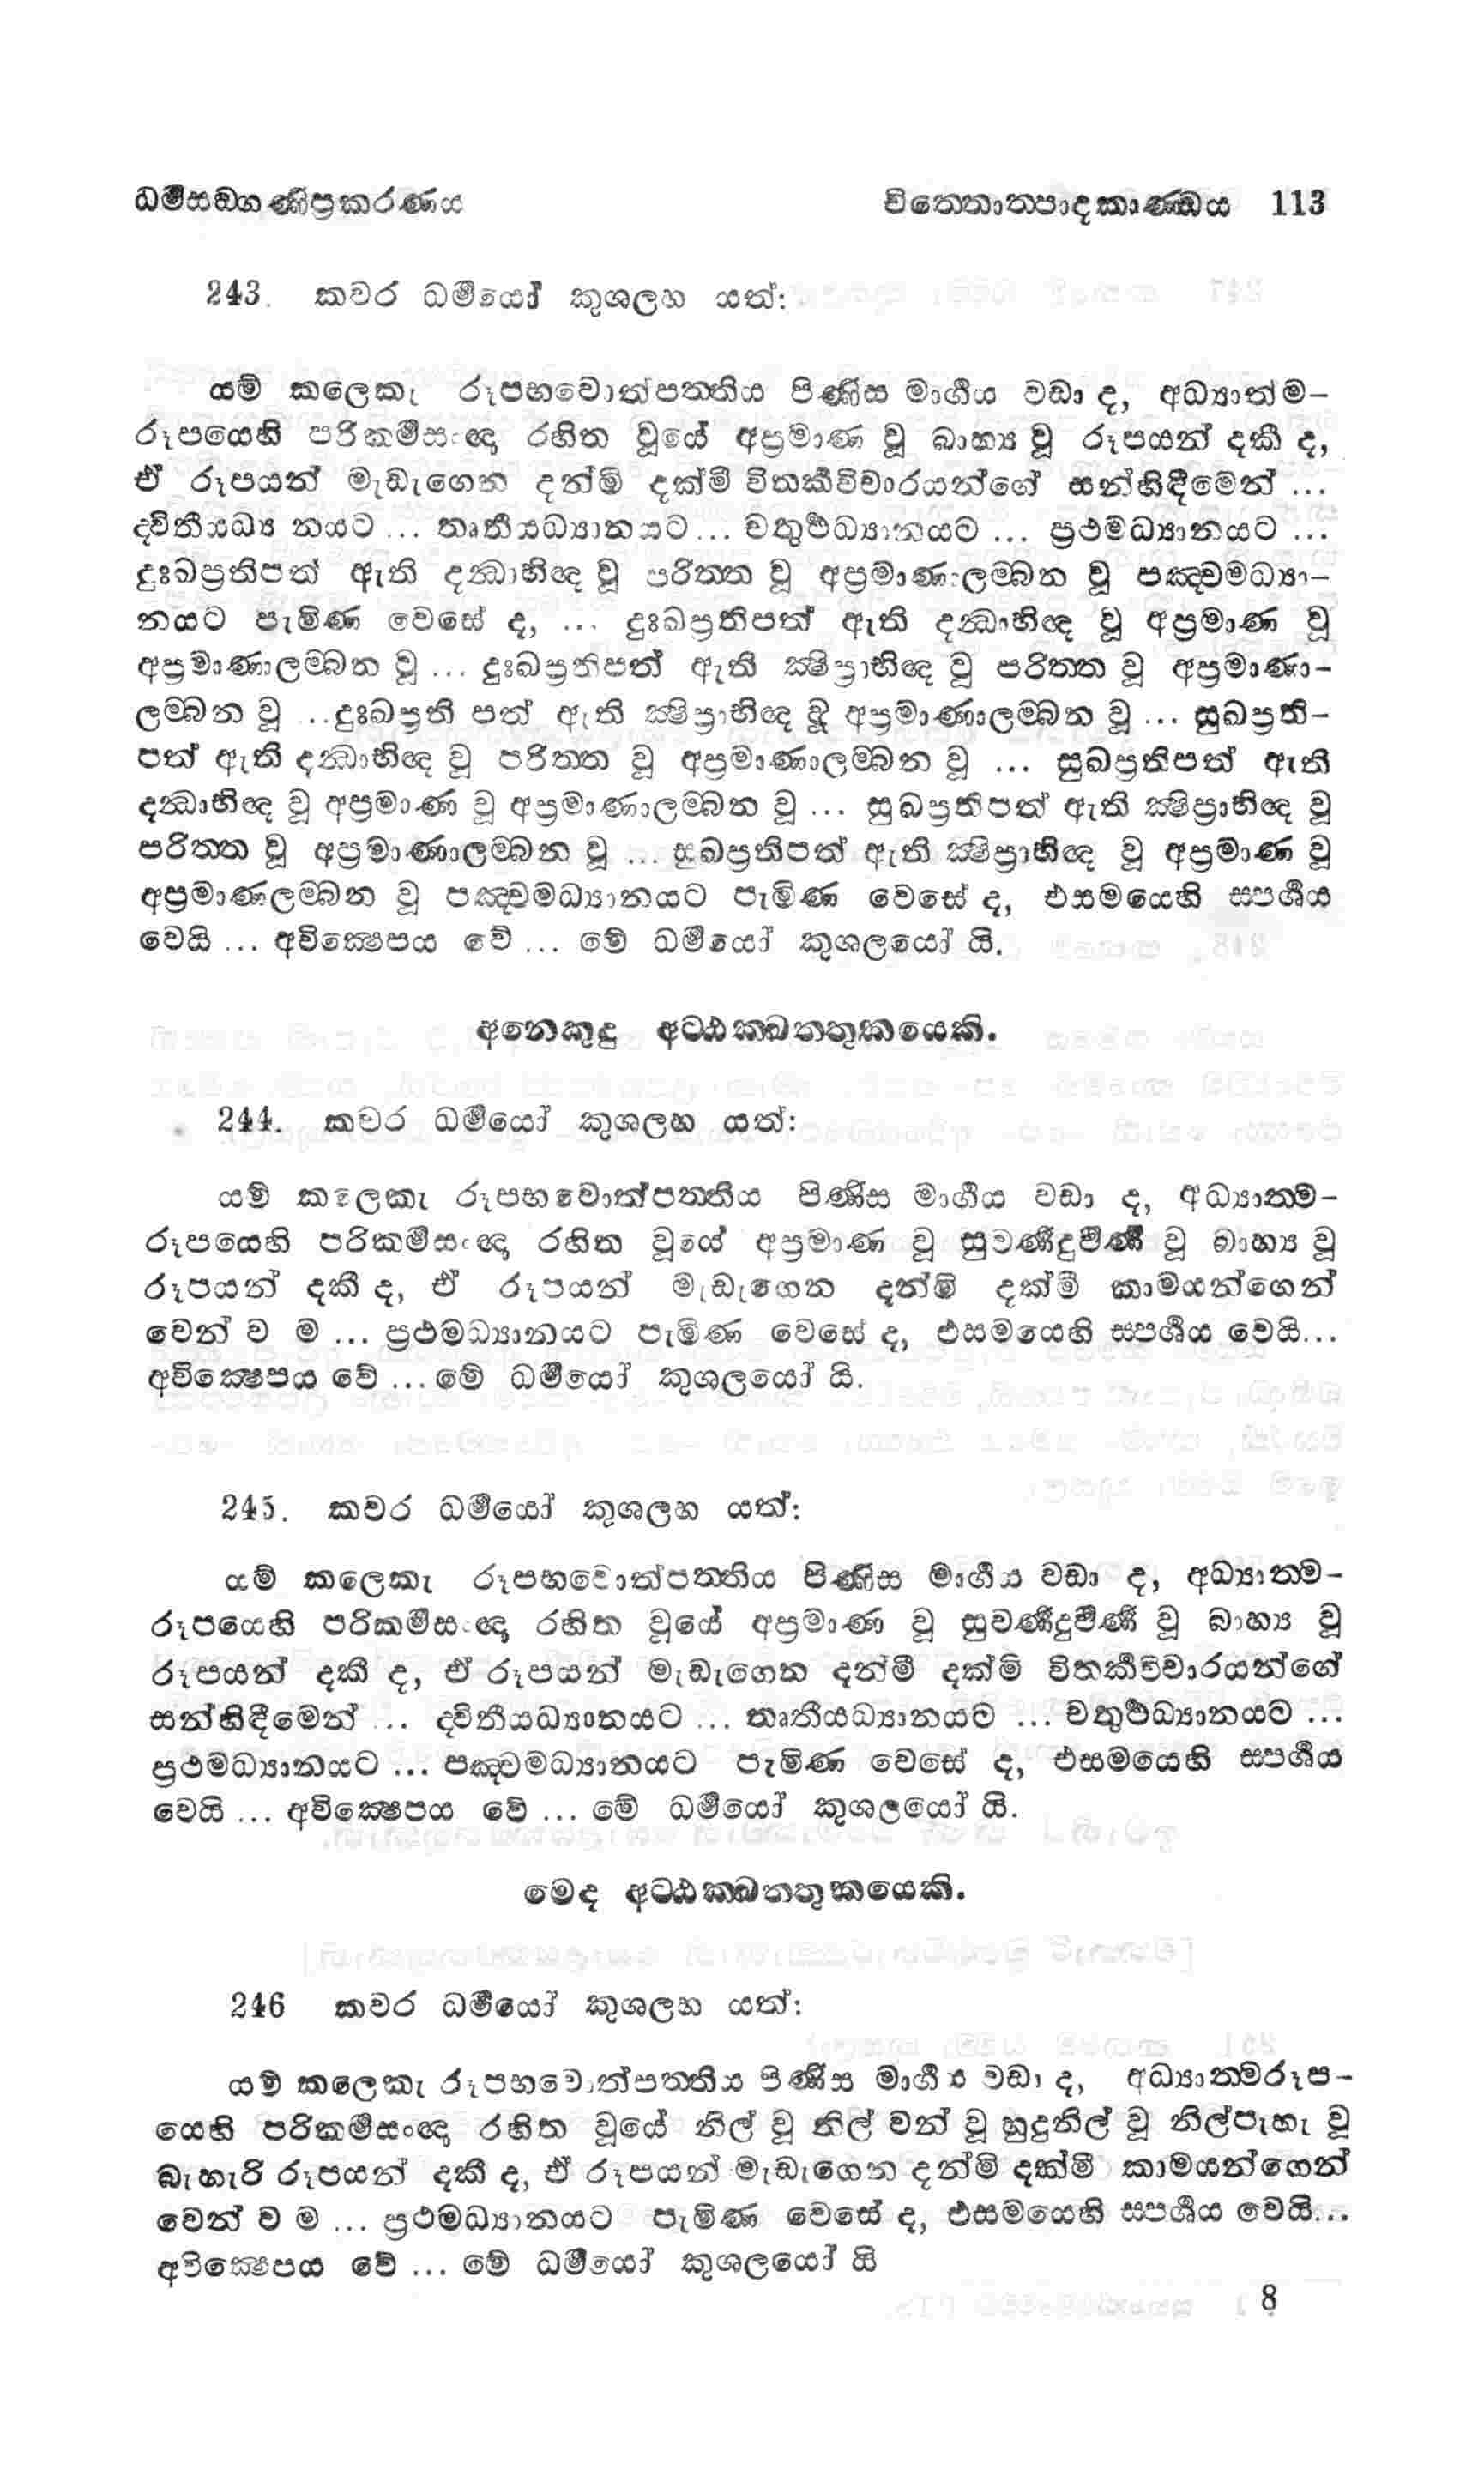 ධර්‍මසඞ්ගණිප්‍රකරණය චිත්තොත්පාදකාණ්ඩය 113
243. කවර ධර්‍මයෝ කුශලහ යත්:
යම් කලෙකැ රූපභවොත්පත්තිය පිණිස මාර්‍ගය වඩා ද, අධ්‍යාත්ම-
රූපයෙහි පරිකර්‍මසංඥා රහිත වූයේ අප්‍රමාණ වූ බාහ්‍ය වූ රූපයන් දකී ද,
ඒ රූපයන් මැඩැගෙන දන්මි දක්මී විතර්‍කවිචාරයන්ගේ සන්හිඳීමෙන් ...
ද්විතීයධ්‍යානයට ... තෘතීයධ්‍යානයට ... චතුර්‍ථධ්‍යානයට ... ප්‍රථමධ්‍යානයට ...
දුඃඛප්‍රතිපත් ඇති දන්‍ධාභිඥ වූ පරිත්ත වූ අප්‍රමාණාලම්බන වූ පඤ්චමධ්‍යා-
නයට පැමිණ වෙසේ ද, ... දුඃඛප්‍රතිපත් ඇති දන්‍ධාභිඥ වූ අප්‍රමාණ වූ
අප්‍රමාණාලම්බන වූ ... දුඃඛප්‍රතිපත් ඇති ක්‍ෂිප්‍රාභිඥ වූ පරිත්ත වූ අප්‍රමාණා-
ලම්බන වූ ... දුඃඛප්‍රති පත් ඇති ක්‍ෂිප්‍රාභිඥ වූ අප්‍රමාණාලම්බන වූ ... සුඛප්‍රති-
පත් ඇති දන්‍ධාභිඥ වූ පරිත්ත වූ අප්‍රමාණාලම්බන වූ ... සුඛප්‍රතිපත් ඇති
දන්‍ධාභිඥ වූ අප්‍රමාණ වූ අප්‍රමාණාලම්බන වූ ... සුඛප්‍රතිපත් ඇති ක්‍ෂිප්‍රාභිඥ වූ
පරිත්ත වූ අප්‍රමාණාලම්බන වූ ... සුඛප්‍රතිපත් ඇති ක්‍ෂිප්‍රාභිඥ වූ අප්‍රමාණ වූ
අප්‍රමාණලම්බන වූ පඤ්චමධ්‍යානයට පැමිණ වෙසේ ද, එසමයෙහි ස්පර්‍ශය
වෙයි ... අවික්‍ෂෙපය වේ ... මේ ධර්‍මයෝ කුශලයෝ යි.
අනෙකුදු අට්ඨක්ඛත්තුකයෙකි.
244. කවර ධර්‍මයෝ කුශලහ යත්:
යම් කලෙකැ රූපභවොත්පත්තිය පිණිස මාර්‍ගය වඩා ද, අධ්‍යාත්ම-
රූපයෙහි පරිකර්‍මසංඥා රහිත වූයේ අප්‍රමාණ වූ සුවර්‍ණදුර්‍වර්‍ණ වූ බාහ්‍ය වූ
රූපයන් දකී ද, ඒ රූපයන් මැඩැගෙන දන්මි දක්මී කාමයන්ගෙන්
වෙන් ව ම ... ප්‍රථමධ්‍යානයට පැමිණ වෙසේ ද, එසමයෙහි ස්පර්‍ශය වෙයි...
අවික්‍ෂෙපය වේ ... මේ ධර්‍මයෝ කුශලයෝ යි.
245. කවර ධර්‍මයෝ කුශලහ යත්:
යම් කලෙකැ රූපභවොත්පත්තිය පිණිස මාර්‍ගය වඩා ද, අධ්‍යාත්ම-
රූපයෙහි පරිකර්‍මසංඥා රහිත වූයේ අප්‍රමාණ වූ සුවර්‍ණදුර්‍වර්‍ණ වූ බාහ්‍ය වූ
රූපයන් දකී ද, ඒ රූපයන් මැඩැගෙන දන්මී දක්මි විතර්‍කවිචාරයන්ගේ
සන්හිඳීමෙන් ... ද්විතීයධ්‍යානයට ... තෘතීයධ්‍යානයට ... චතුර්‍ථධ්‍යානයට ...
ප්‍රථමධ්‍යානයට ... පඤ්චමධ්‍යානයට පැමිණ වෙසේ ද, එසමයෙහි ස්පර්‍ශය
වෙයි ... අවික්‍ෂෙපය වේ ... මේ ධර්‍මයෝ කුශලයෝ යි.
මෙද අට්ඨක්ඛත්තුකයෙකි.
246 කවර ධර්‍මයෝ කුශලහ යත්:
යම් කලෙකැ රූපභවොත්පත්තිය පිණිස මාර්‍ගය වඩා ද, අධ්‍යාත්මරූප-
යෙහි පරිකර්‍මසංඥා රහිත වූයේ නිල් වූ නිල් වන් වූ හුදුනිල් වූ නිල්පැහැ වූ
බැහැරි රූපයන් දකී ද, ඒ රූපයන් මැඩැගෙන දන්මි දක්මී කාමයන්ගෙන්
වෙන් ව ම ... ප්‍රථමධ්‍යානයට පැමිණ වෙසේ ද, එසමයෙහි ස්පර්‍ශය වෙයි...
අවික්‍ෂෙපය වේ ... මේ ධර්‍මයෝ කුශලයෝ යි
8